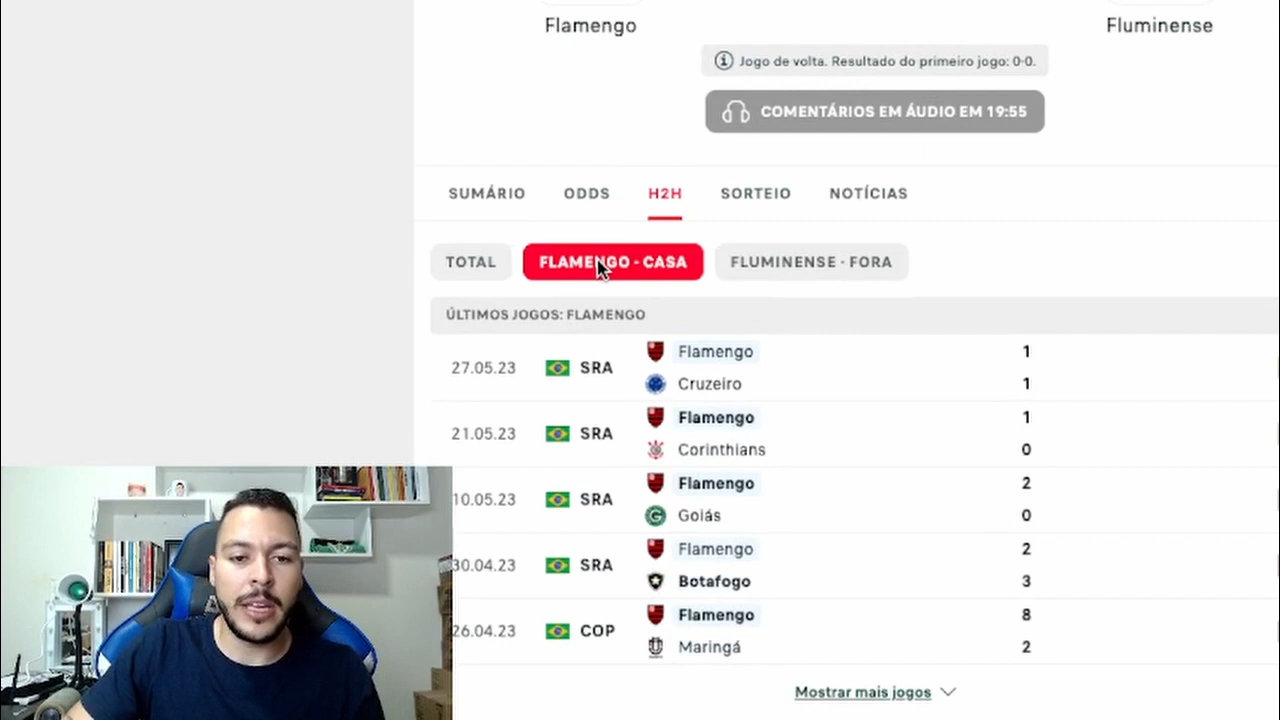 Flamengo
Fluminense
Jogo de volta. Resultado do primeiro jogo: 0-0.
COMENTÁRIOS EM ÁUDIO EM 19:55
SUMÁRIO ODDS H2H SORTEIO NOTÍCIAS
TOTAL FLAMENGO - CASA FLUMINENSE - FORA
ÚLTIMOS JOGOS: FLAMENGO
27.05.23 SRA Flamengo 1
Cruzeiro 1
21.05.23 SRA Flamengo 1
Corinthians 0
10.05.23 SRA Flamengo 2
Goiás 0
30.04.23 SRA Flamengo 2
Botafogo 3
26.04.23 COP Flamengo 8
Maringá 2
Mostrar mais jogos